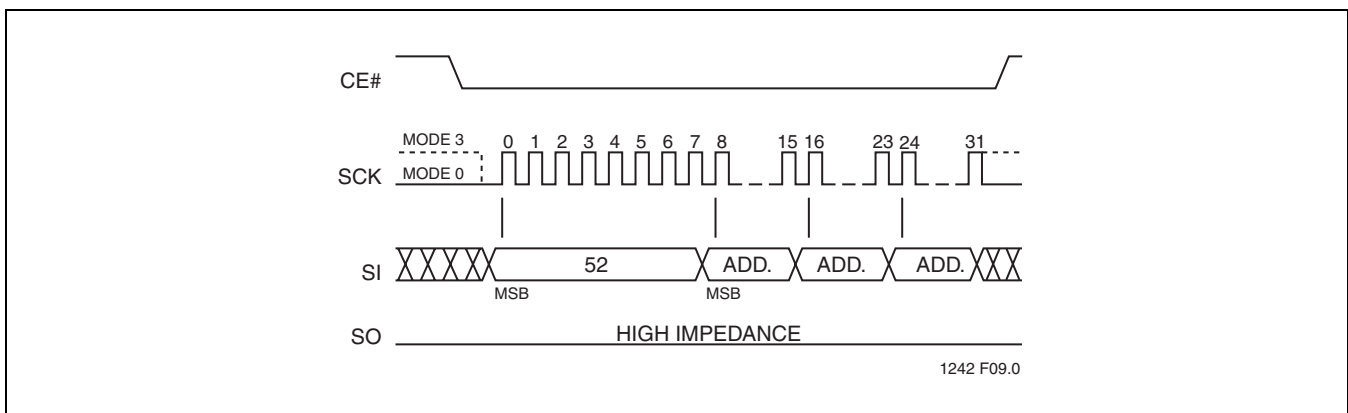 CE#
MODE 3 0 1 2 3 4 5 6 7 8 15 16 23 24 31
SCK MODE 0
SI 52 ADD. ADD. ADD.
MSB MSB
SO HIGH IMPEDANCE
1242 F09.0